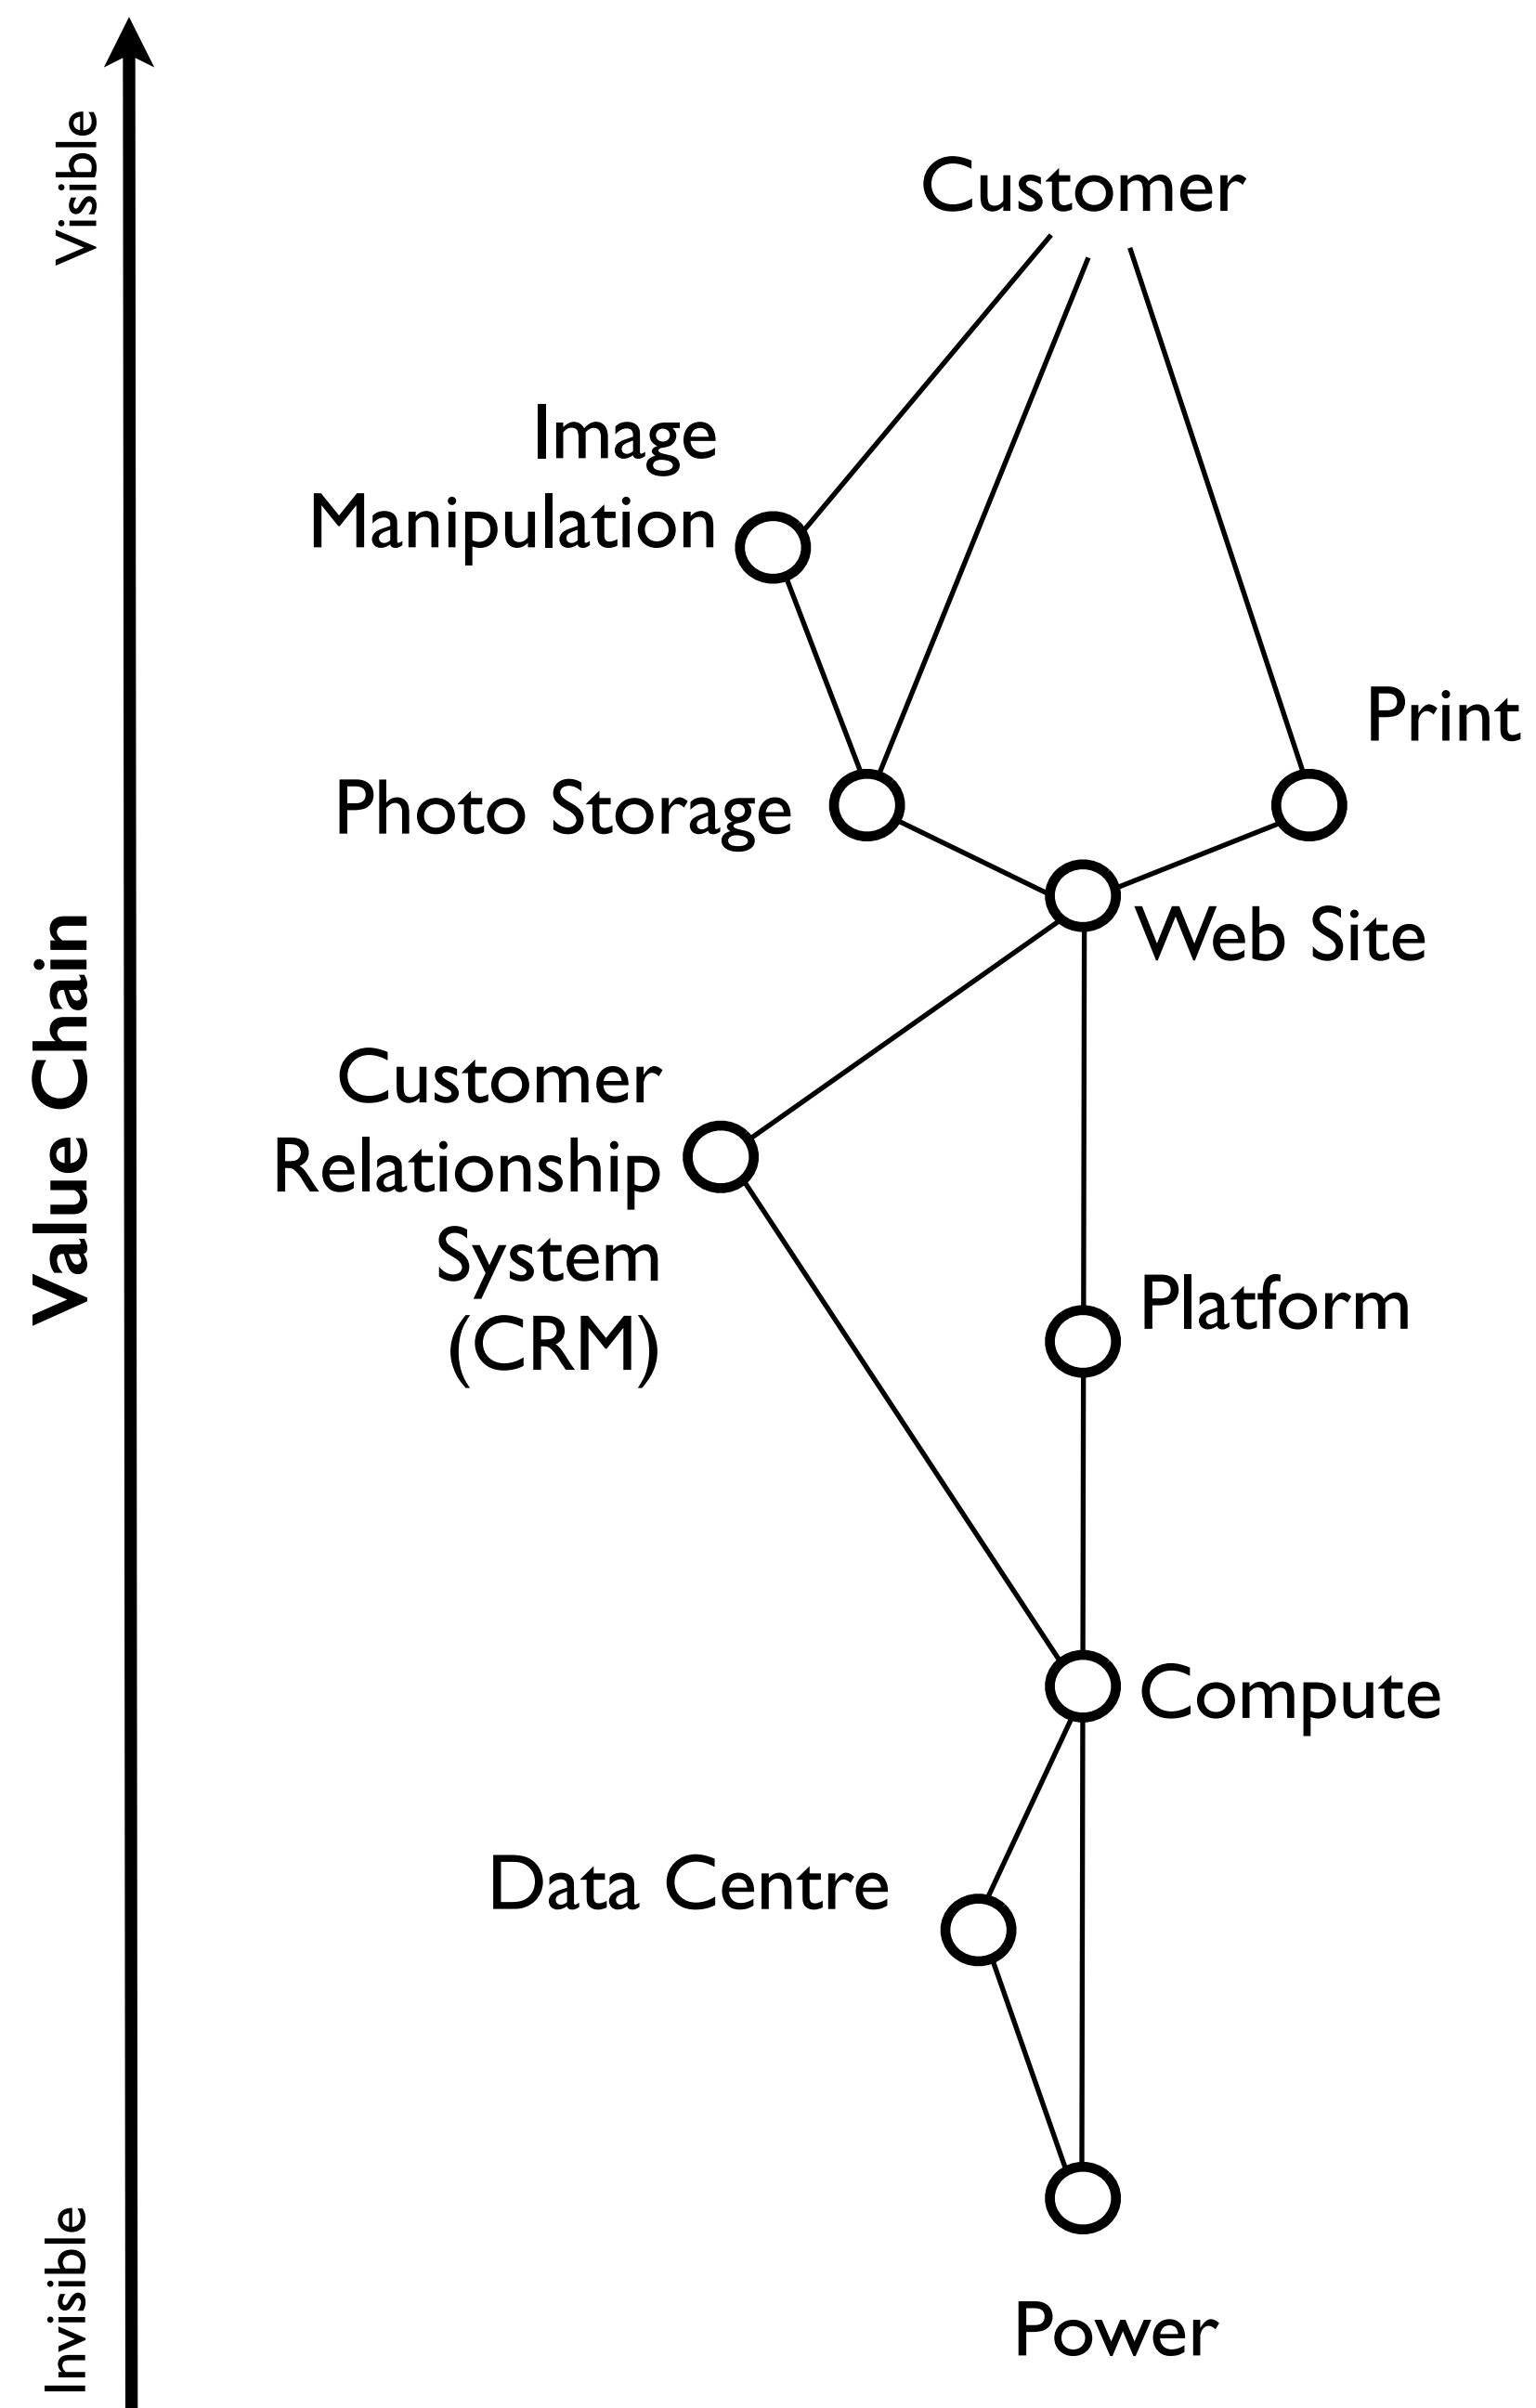 Visible
Customer
Image
Manipulation
Print
Photo Storage
Web Site
Value Chain
Customer
Relationship
System
(CRM)
Platform
Compute
Data Centre
Invisible
Power